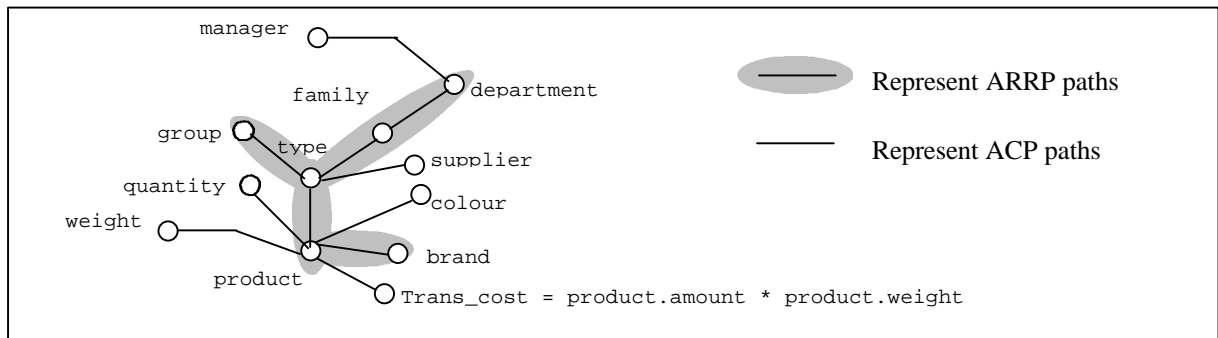 manager
family
department
group
type
supplier
quantity
colour
weight
brand
product
Trans_cost = product.amount * product.weight
Represent ARRP paths
Represent ACP paths